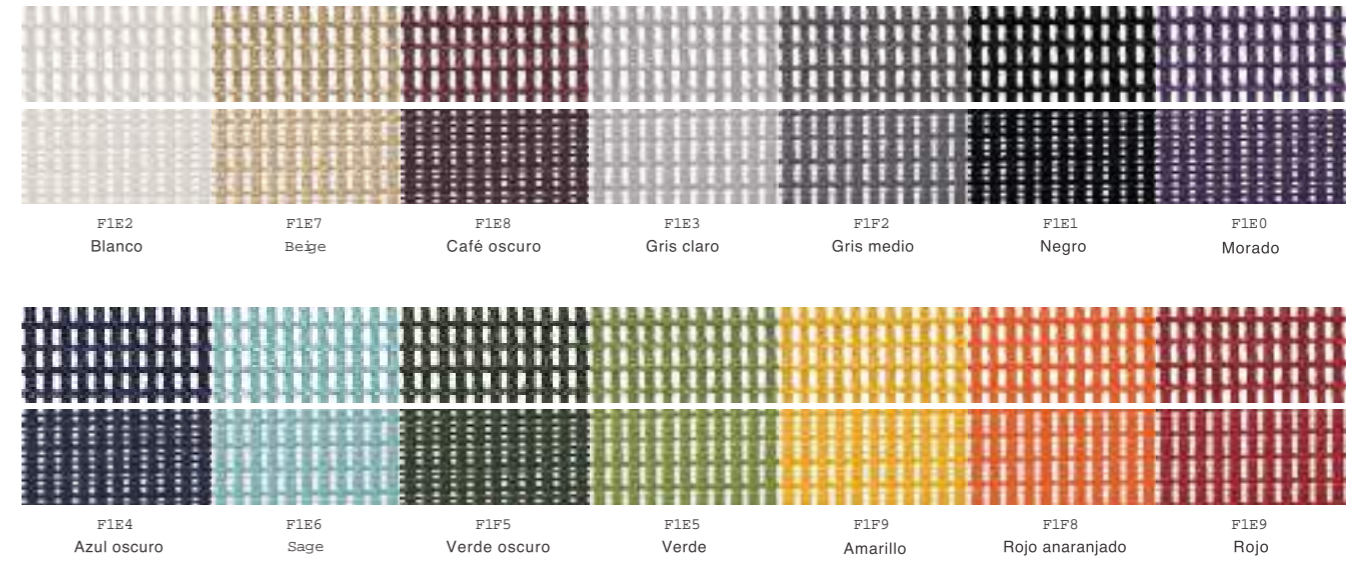 F1E2 F1E7 F1E8 F1E3 F1F2 F1E1 F1E0
Blanco Beige Café oscuro Gris claro Gris medio Negro Morado
F1E4 F1E6 F1F5 F1E5 F1F9 F1F8 F1E9
Azul oscuro Sage Verde oscuro Verde Amarillo Rojo anaranjado Rojo